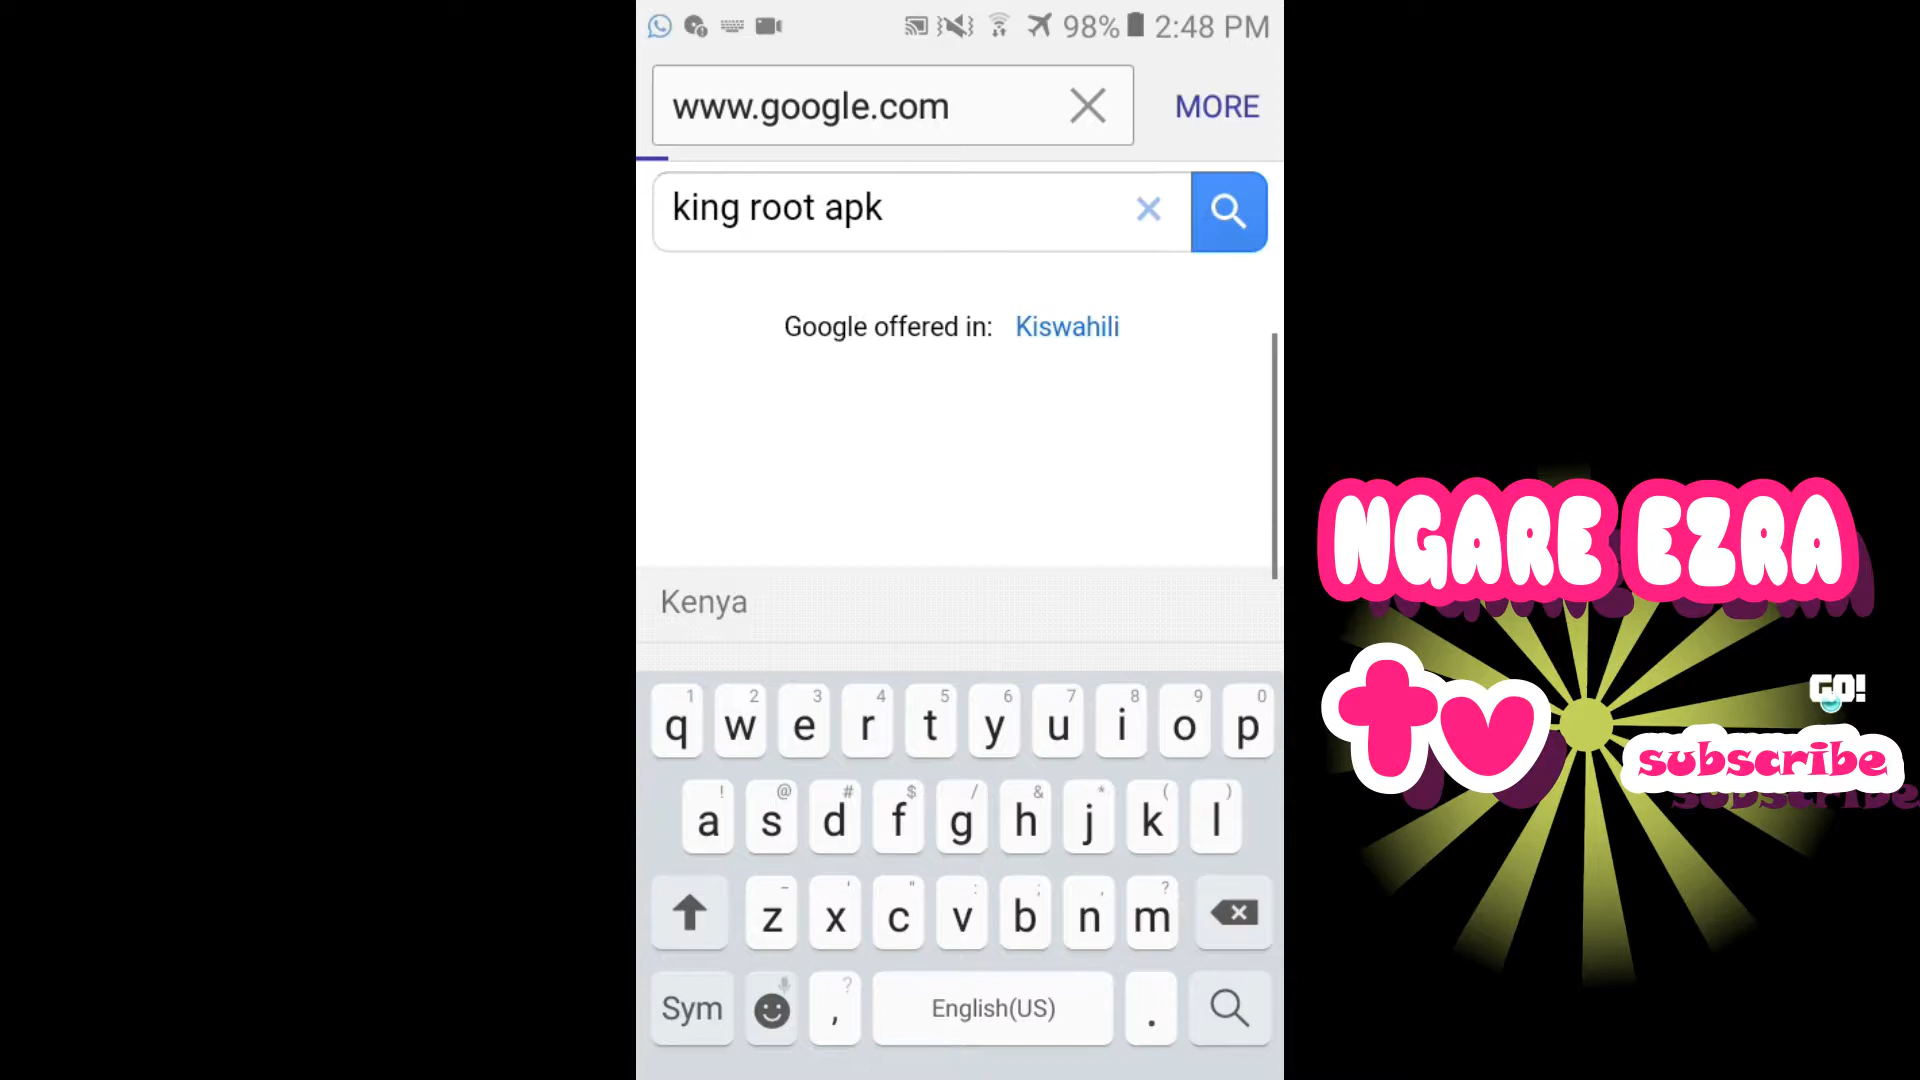 98% 2:48 PM
www.google.com
MORE
king root apk
Google offered in: Kiswahili
Kenya
1 2 3 4 5 6 7 8 9 0
q w e r t y u i o p
! @ # $ / & * ( )
a s d f g h j k l
- ' " : ; , ?
z x c v b n m
Sym , ? English(US) .
NGARE EZRA
tv
GO!
subscribe